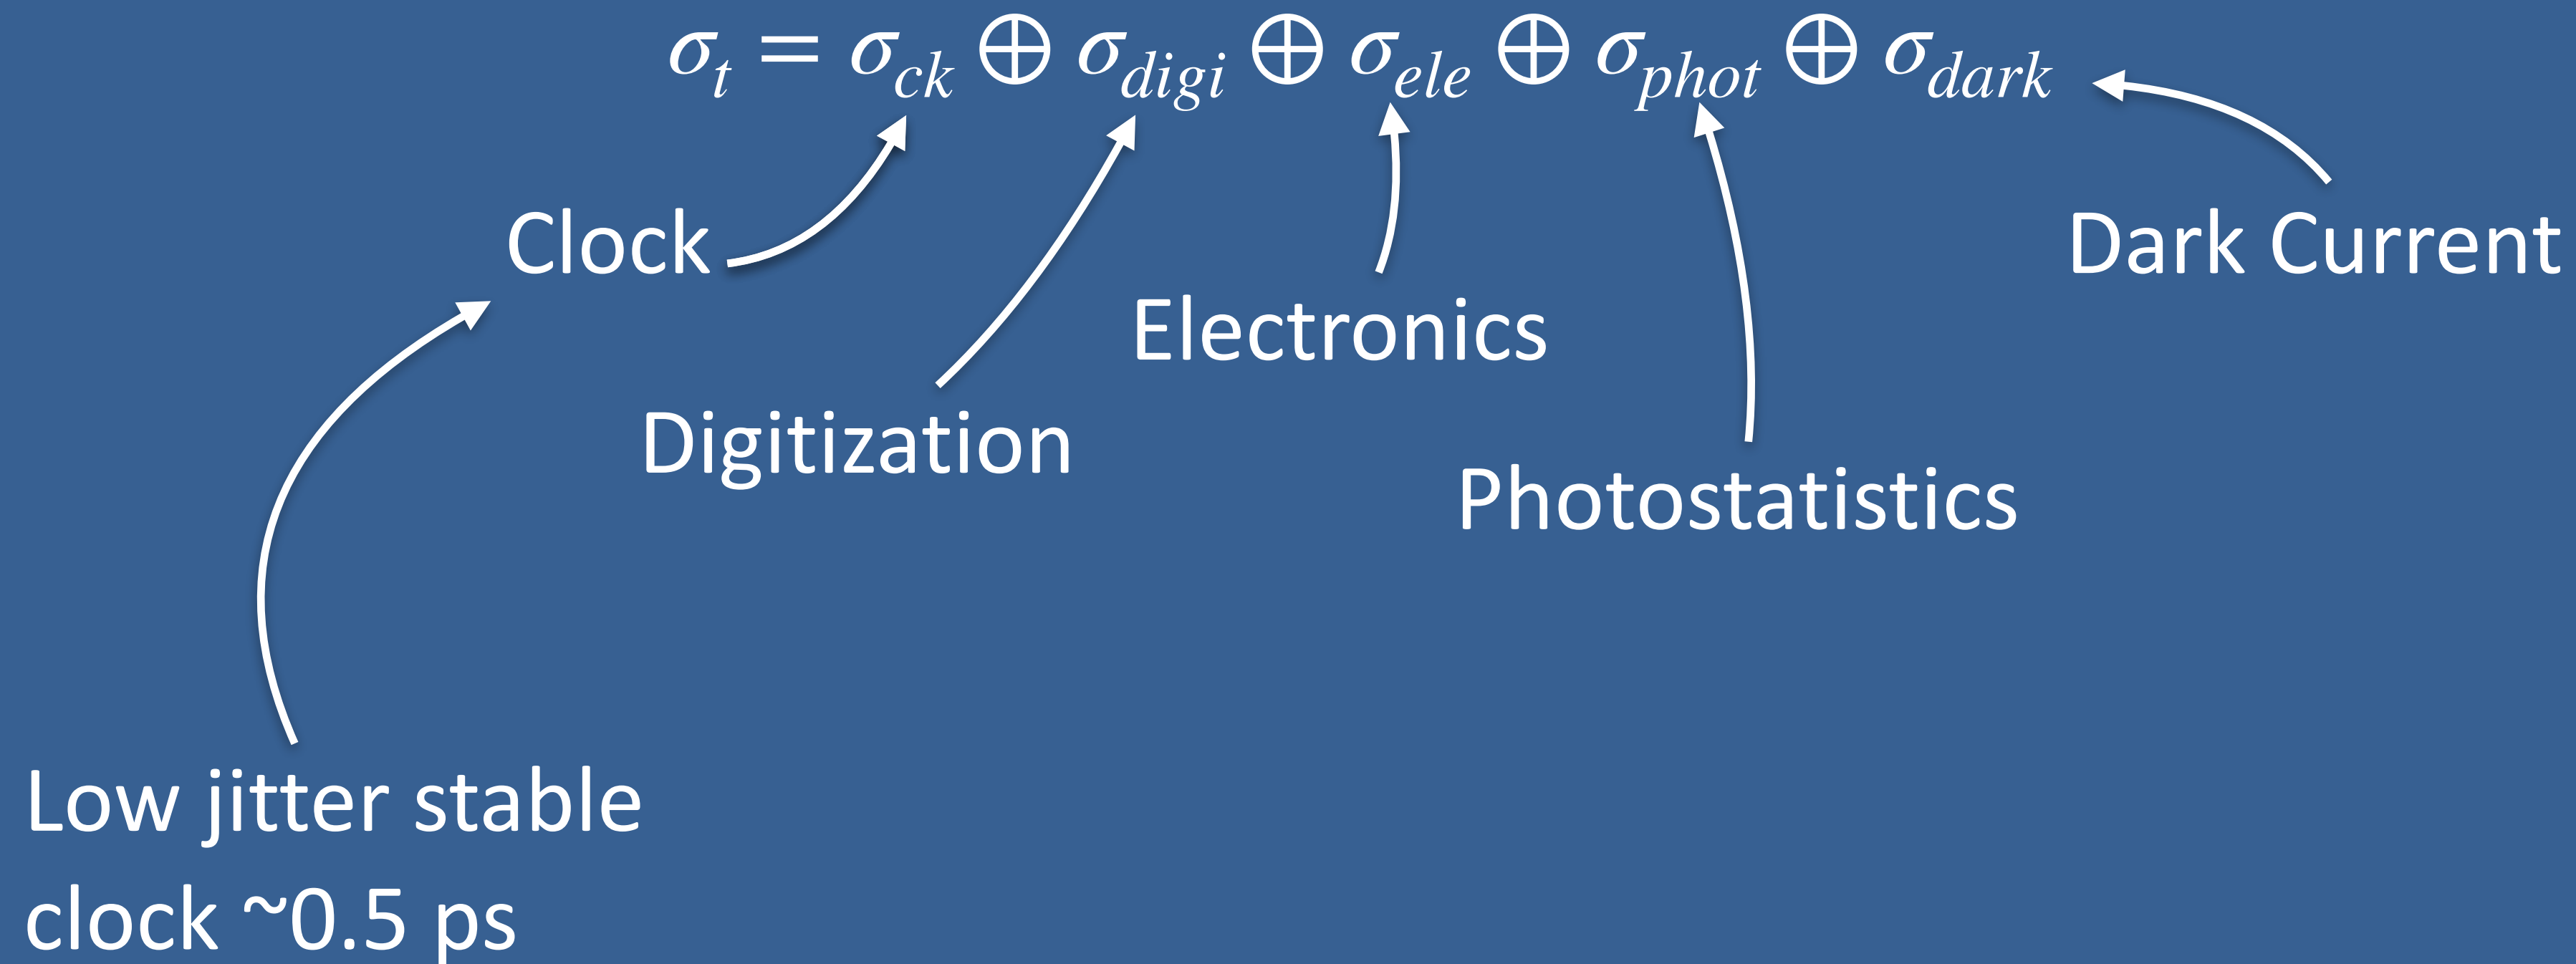 σ_t = σ_ck ⊕ σ_digi ⊕ σ_ele ⊕ σ_phot ⊕ σ_dark
Clock
Dark Current
Electronics
Digitization
Photostatistics
Low jitter stable
clock ~0.5 ps